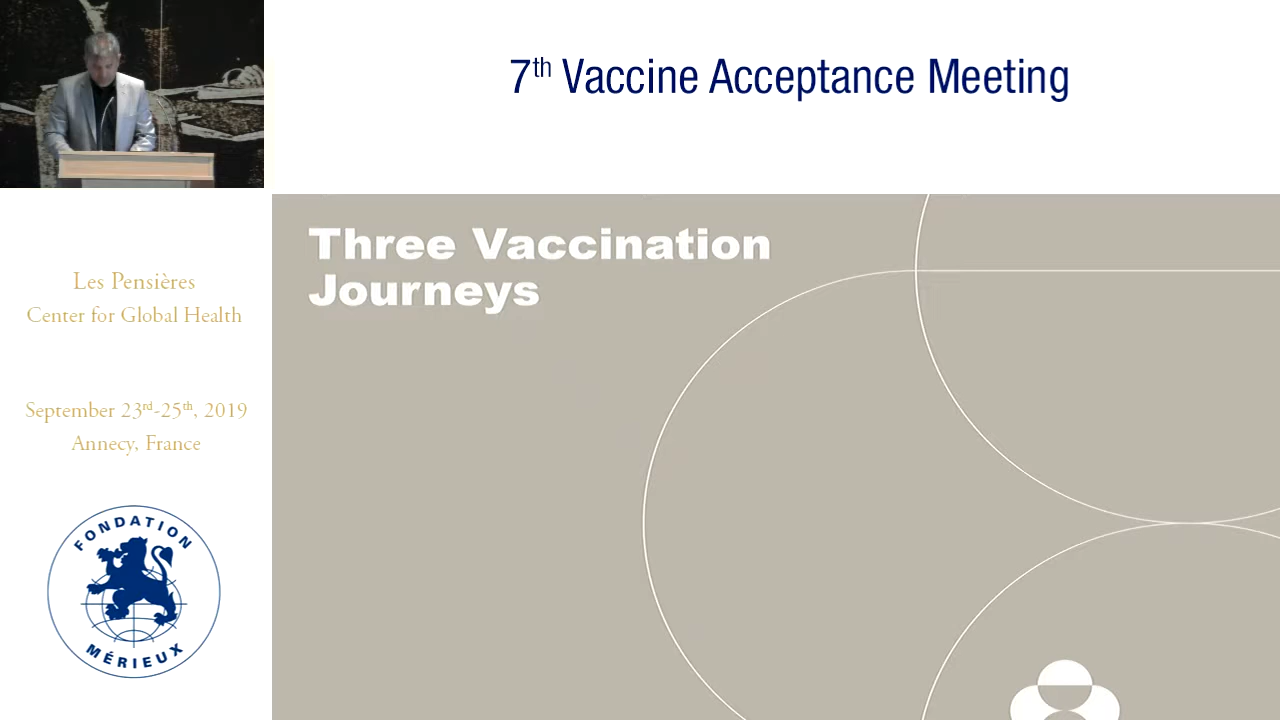 7th Vaccine Acceptance Meeting
Three Vaccination
Journeys
Les Pensières
Center for Global Health
September 23rd-25th, 2019
Annecy, France
FONDATION
MÉRIEUX